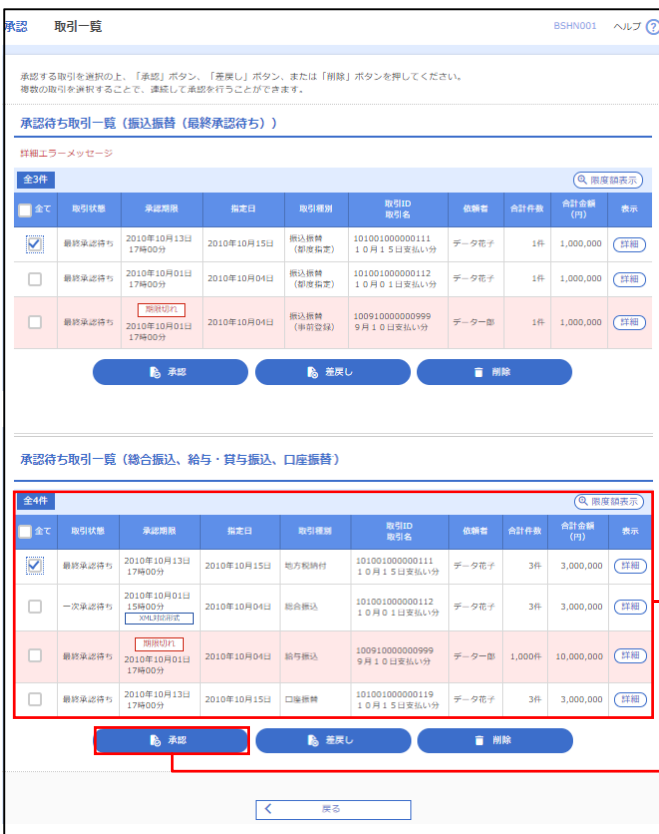 承認 取引一覧 BSHN001 ヘルプ ?
承認する取引を選択の上、「承認」ボタン、「差戻し」ボタン、または「削除」ボタンを押してください。
複数の取引を選択することで、連続して承認を行うことができます。
承認待ち取引一覧（振込振替（最終承認待ち））
詳細エラーメッセージ
全3件 限度額表示
全て 取引状態 承認期限 指定日 取引種別 取引ID 取引名 依頼者 合計件数 合計金額(円) 表示
最終承認待ち 2010年10月13日 17時00分 2010年10月15日 振込振替（都度指定） 101001000000111 １０月１５日支払い分 データ花子 1件 1,000,000 詳細
最終承認待ち 2010年10月01日 17時00分 2010年10月04日 振込振替（都度指定） 101001000000112 １０月０１日支払い分 データ花子 1件 1,000,000 詳細
最終承認待ち 期限切れ 2010年10月01日 17時00分 2010年10月04日 振込振替（事前登録） 100910000000999 ９月１０日支払い分 データ一郎 1件 1,000,000 詳細
承認 差戻し 削除
承認待ち取引一覧（総合振込、給与・賞与振込、口座振替）
全4件 限度額表示
全て 取引状態 承認期限 指定日 取引種別 取引ID 取引名 依頼者 合計件数 合計金額(円) 表示
最終承認待ち 2010年10月13日 17時00分 2010年10月15日 地方税納付 101001000000111 １０月１５日支払い分 データ花子 3件 3,000,000 詳細
一次承認待ち 2010年10月01日 15時00分 XML対応形式 2010年10月04日 総合振込 101001000000112 １０月０１日支払い分 データ花子 3件 3,000,000 詳細
最終承認待ち 期限切れ 2010年10月01日 17時00分 2010年10月04日 給与振込 100910000000999 ９月１０日支払い分 データ一郎 1,000件 10,000,000 詳細
最終承認待ち 2010年10月13日 17時00分 2010年10月15日 口座振替 101001000000119 １０月１５日支払い分 データ花子 3件 3,000,000 詳細
承認 差戻し 削除
戻る